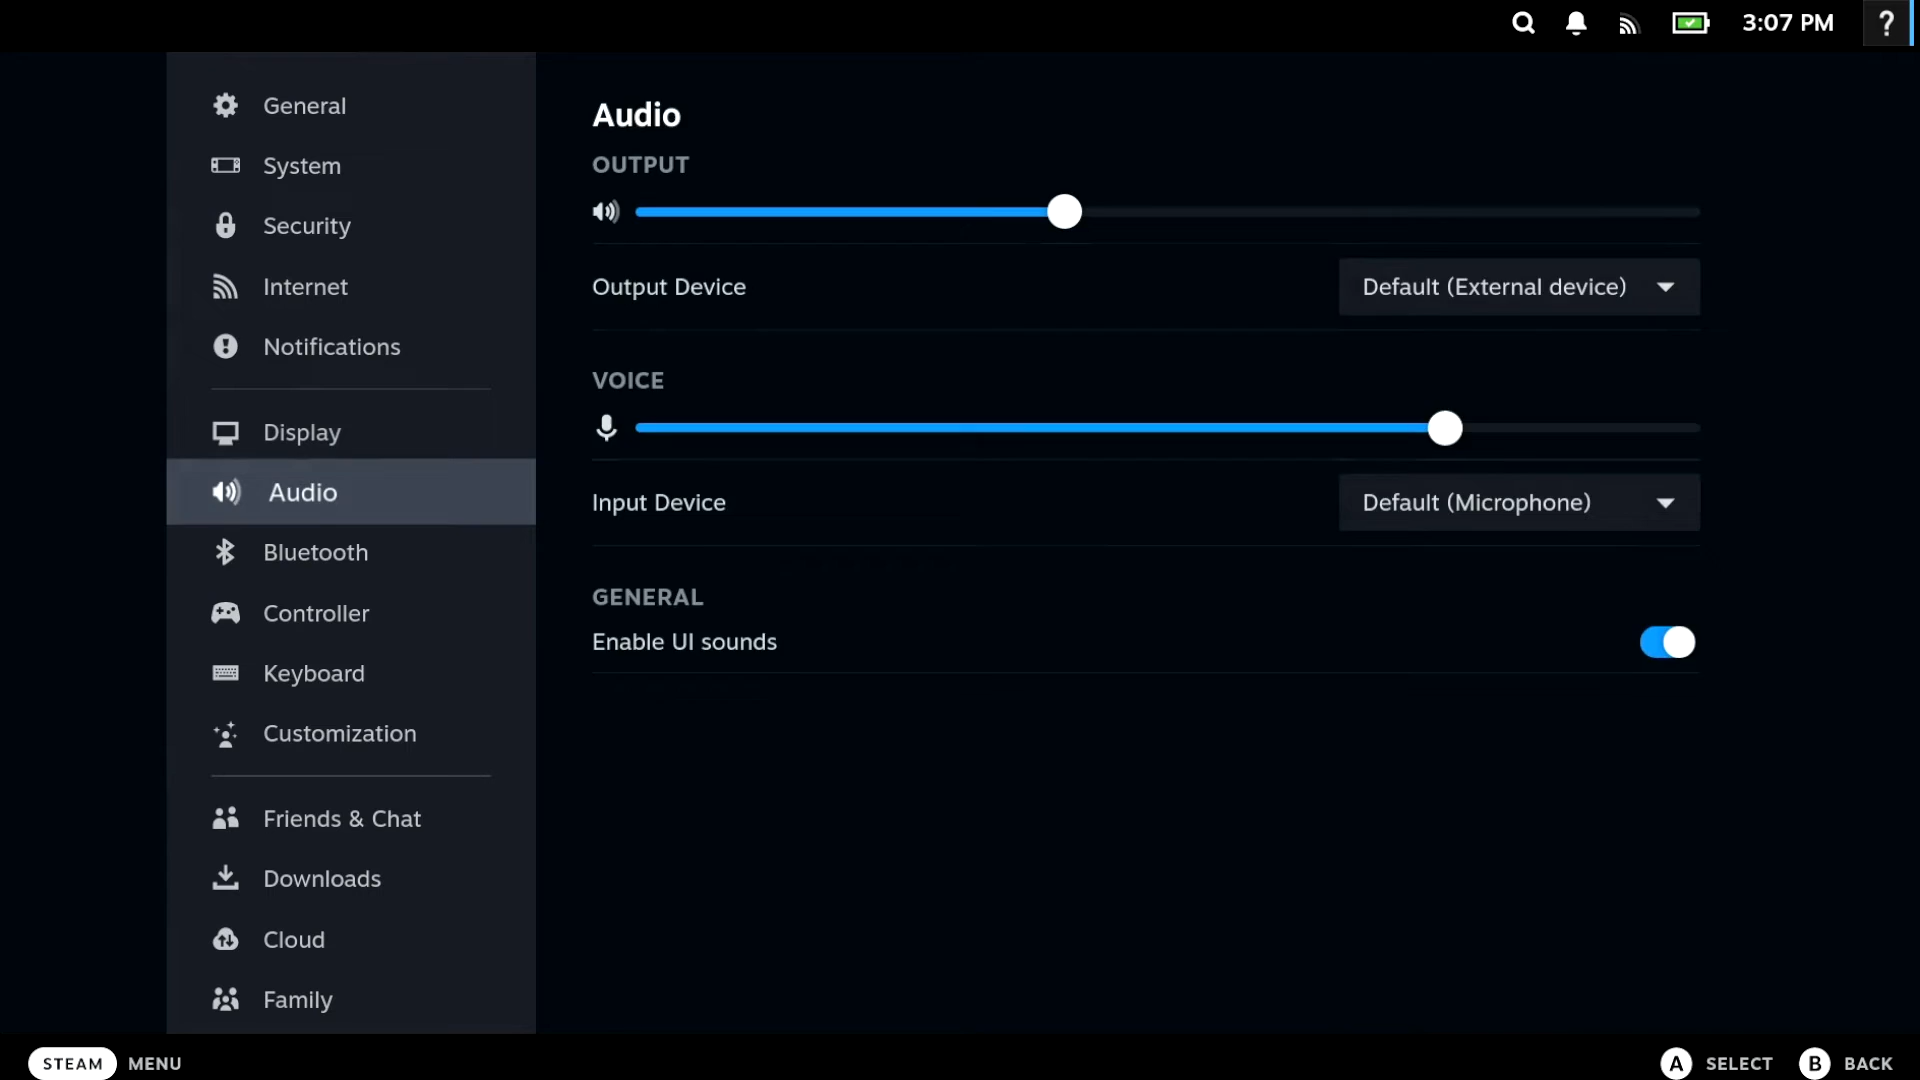 3:07 PM
?
General
System
Security
Internet
Notifications
Display
Audio
Bluetooth
Controller
Keyboard
Customization
Friends & Chat
Downloads
Cloud
Family
Audio
OUTPUT
Output Device Default (External device)
VOICE
Input Device Default (Microphone)
GENERAL
Enable UI sounds
STEAM MENU
A SELECT B BACK